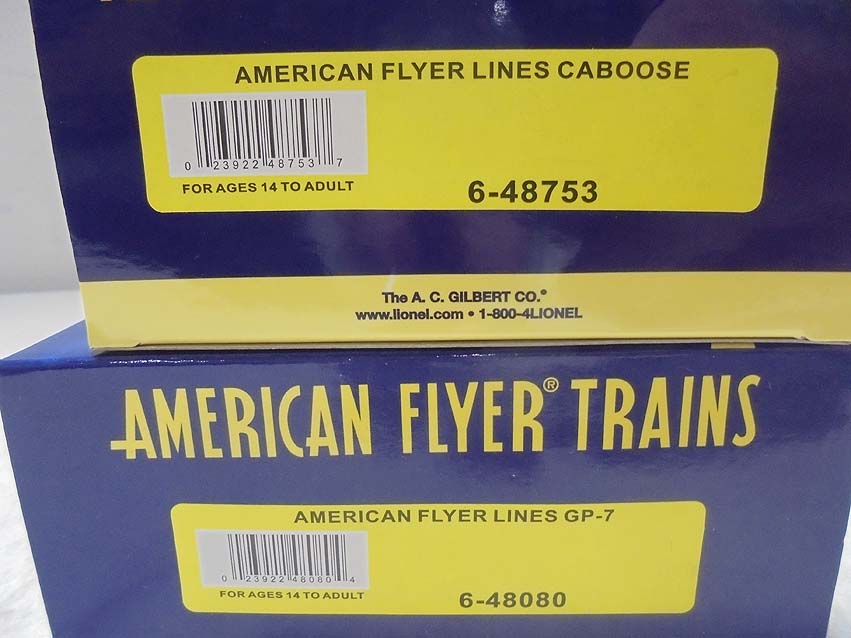 AMERICAN FLYER LINES CABOOSE
0 23922 48753 7
FOR AGES 14 TO ADULT
6-48753
The A. C. GILBERT CO.®
www.lionel.com • 1-800-4LIONEL
AMERICAN FLYER® TRAINS
AMERICAN FLYER LINES GP-7
0 23922 48080 4
FOR AGES 14 TO ADULT
6-48080